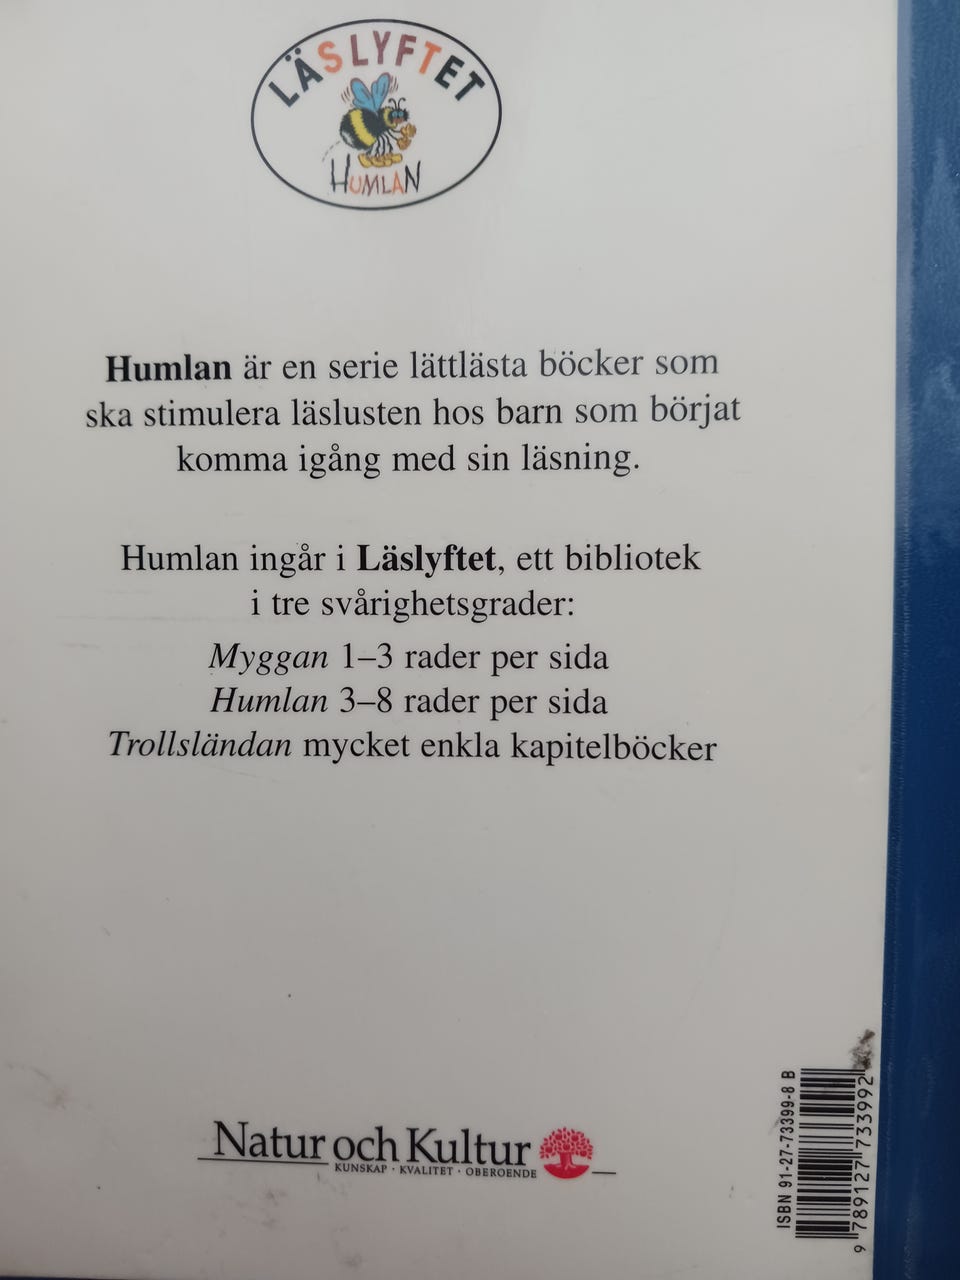 LÄSLYFTET
HUMLAN
Humlan är en serie lättlästa böcker som
ska stimulera läslusten hos barn som börjat
komma igång med sin läsning.
Humlan ingår i Läslyftet, ett bibliotek
i tre svårighetsgrader:
Myggan 1–3 rader per sida
Humlan 3–8 rader per sida
Trollsländan mycket enkla kapitelböcker
Natur och Kultur
KUNSKAP · KVALITET · OBEROENDE
ISBN 91-27-73399-8 B
9 789127 733992